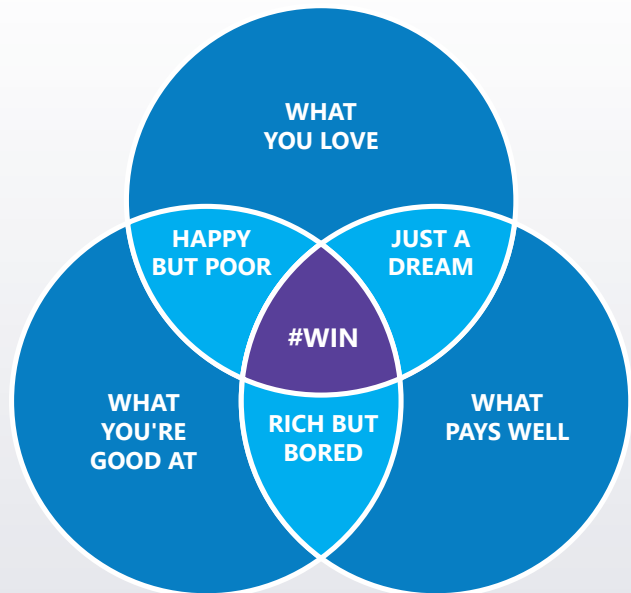 WHAT
YOU LOVE
HAPPY
BUT POOR
JUST A
DREAM
#WIN
WHAT
YOU'RE
GOOD AT
RICH BUT
BORED
WHAT
PAYS WELL